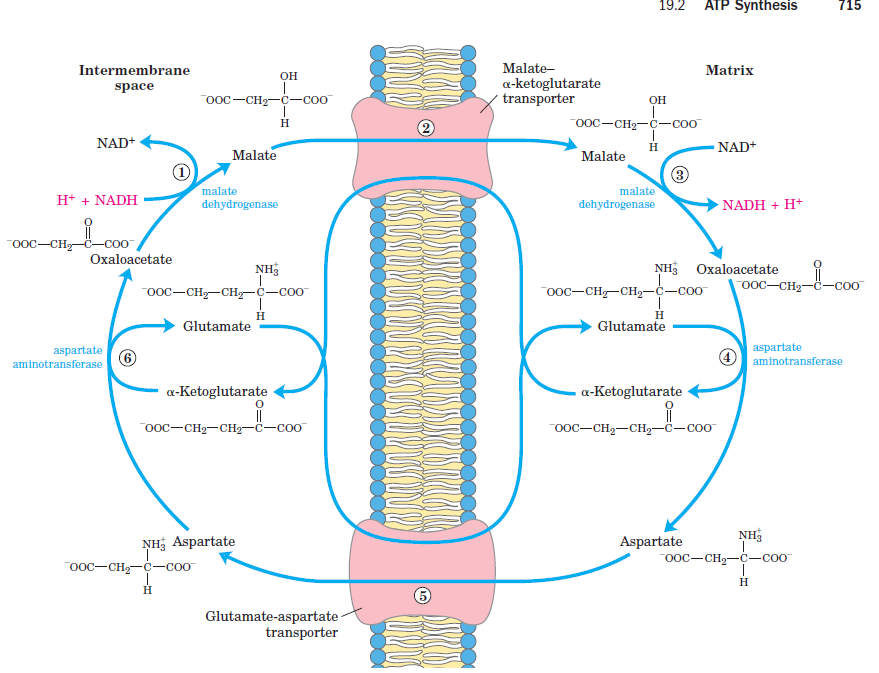 19.2 ATP Synthesis 715
Intermembrane
space
Malate–
α-ketoglutarate
transporter
Matrix
OH
⁻OOC—CH₂—C—COO⁻
H
OH
⁻OOC—CH₂—C—COO⁻
H
②
NAD⁺
Malate
Malate
NAD⁺
①
③
H⁺ + NADH
malate
dehydrogenase
malate
dehydrogenase
NADH + H⁺
O
⁻OOC—CH₂—C—COO⁻
Oxaloacetate
Oxaloacetate
O
⁻OOC—CH₂—C—COO⁻
NH₃⁺
⁻OOC—CH₂—CH₂—C—COO⁻
H
Glutamate
NH₃⁺
⁻OOC—CH₂—CH₂—C—COO⁻
H
Glutamate
aspartate
aminotransferase
⑥
④
aspartate
aminotransferase
α-Ketoglutarate
O
⁻OOC—CH₂—CH₂—C—COO⁻
α-Ketoglutarate
O
⁻OOC—CH₂—CH₂—C—COO⁻
Aspartate
NH₃⁺
⁻OOC—CH₂—C—COO⁻
H
Aspartate
NH₃⁺
⁻OOC—CH₂—C—COO⁻
H
⑤
Glutamate-aspartate
transporter